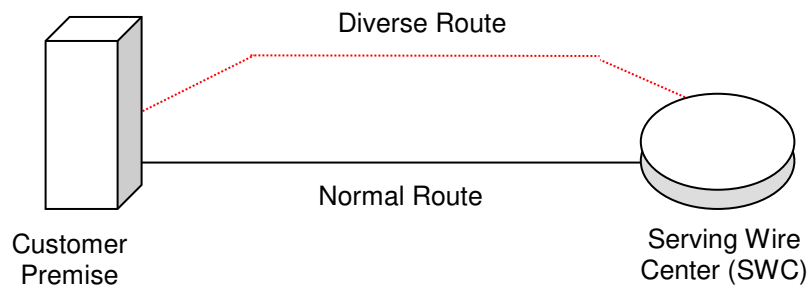 Diverse Route
Normal Route
Customer
Premise
Serving Wire
Center (SWC)